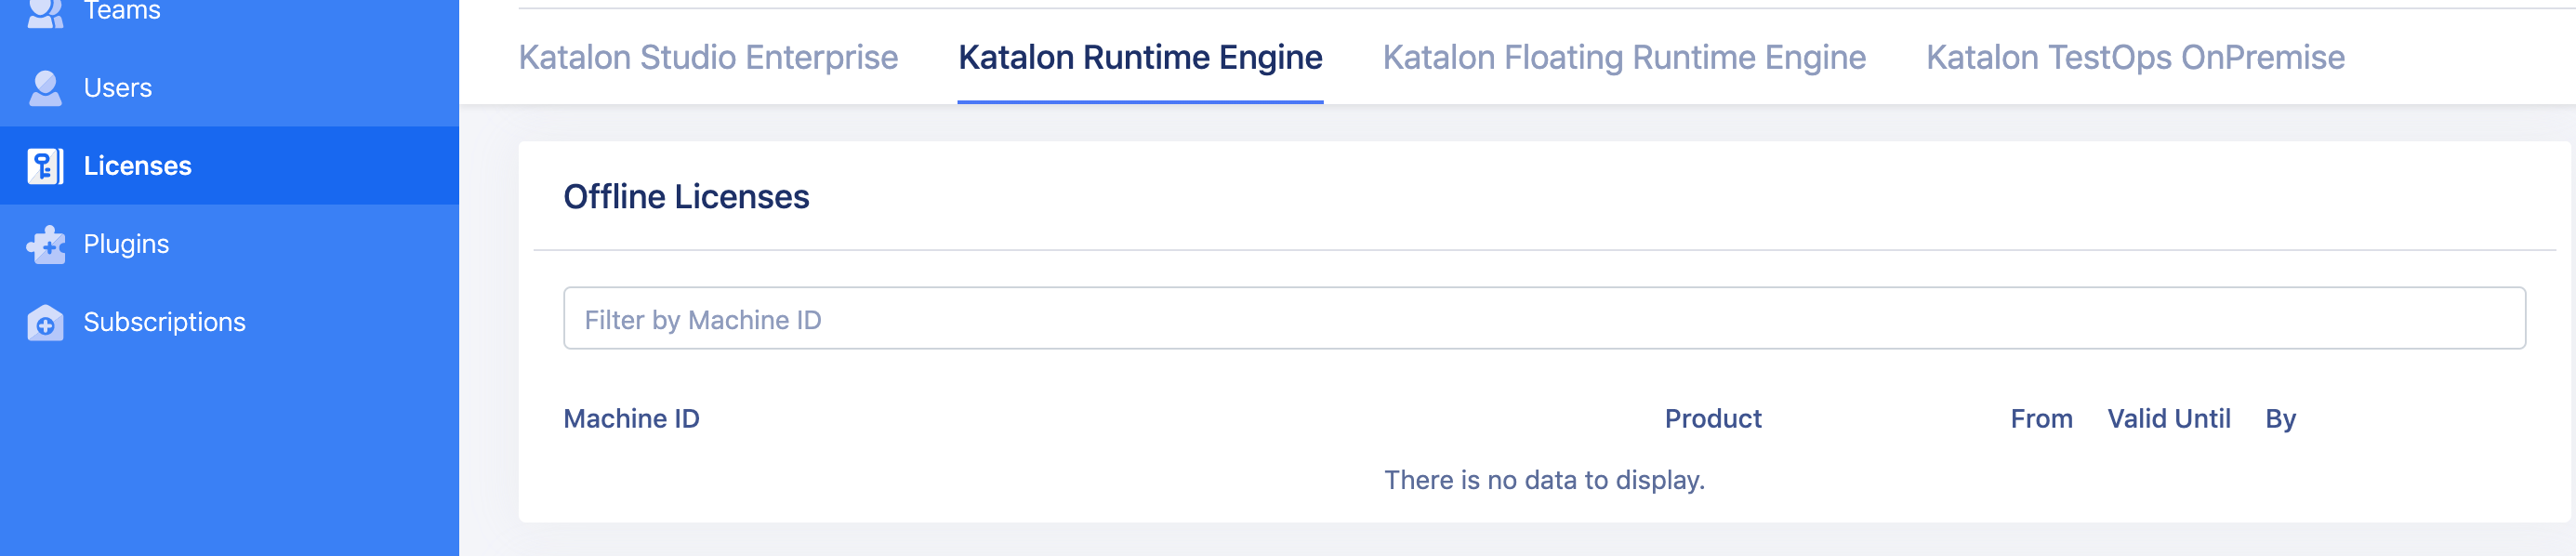 Teams
Users
Licenses
Plugins
Subscriptions
Katalon Studio Enterprise Katalon Runtime Engine Katalon Floating Runtime Engine Katalon TestOps OnPremise
Offline Licenses
Filter by Machine ID
Machine ID Product From Valid Until By
There is no data to display.